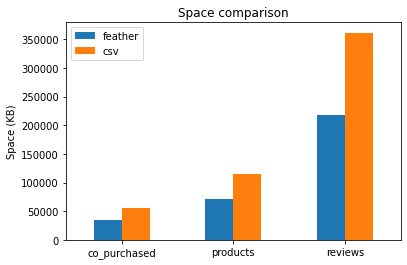 Space comparison
feather
csv
Space (KB)
350000
300000
250000
200000
150000
100000
50000
0
co_purchased
products
reviews